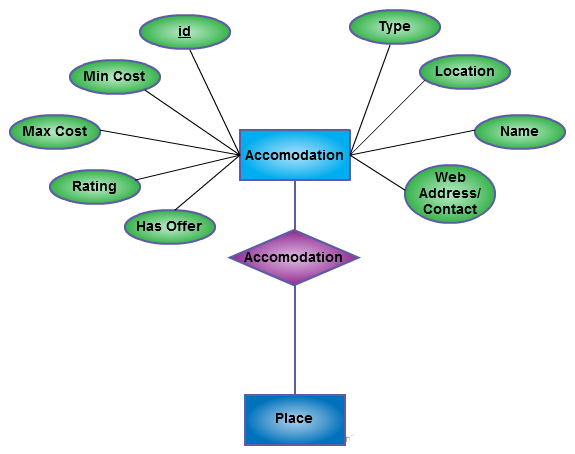 id
Type
Min Cost
Location
Max Cost
Name
Accomodation
Rating
Web
Address/
Contact
Has Offer
Accomodation
Place